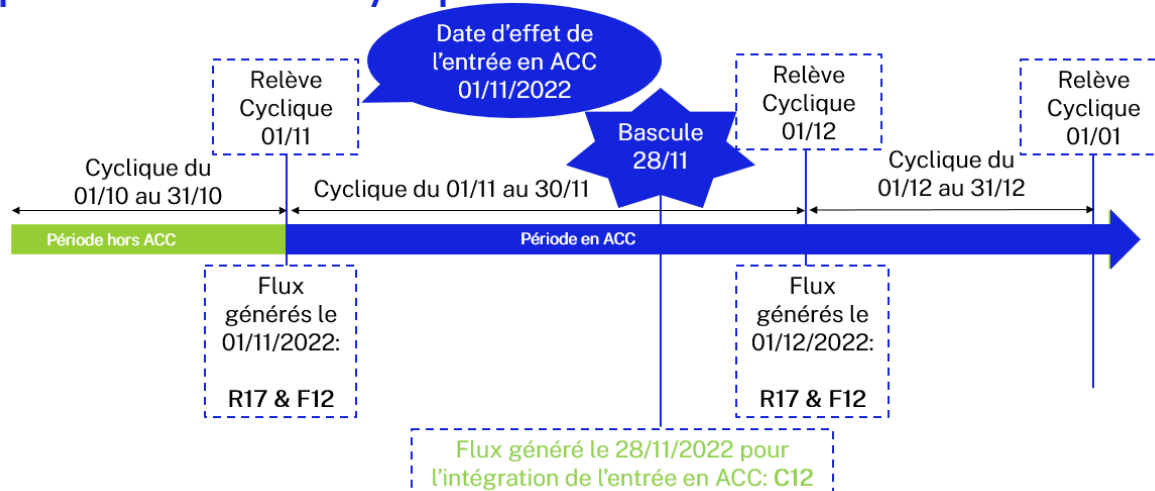 Date d'effet de
l'entrée en ACC
01/11/2022
Relève
Cyclique
01/11
Bascule
28/11
Relève
Cyclique
01/12
Relève
Cyclique
01/01
Cyclique du
01/10 au 31/10
Cyclique du 01/11 au 30/11
Cyclique du
01/12 au 31/12
Période hors ACC
Période en ACC
Flux
générés le
01/11/2022:
R17 & F12
Flux
générés le
01/12/2022:
R17 & F12
Flux généré le 28/11/2022 pour
l'intégration de l'entrée en ACC: C12